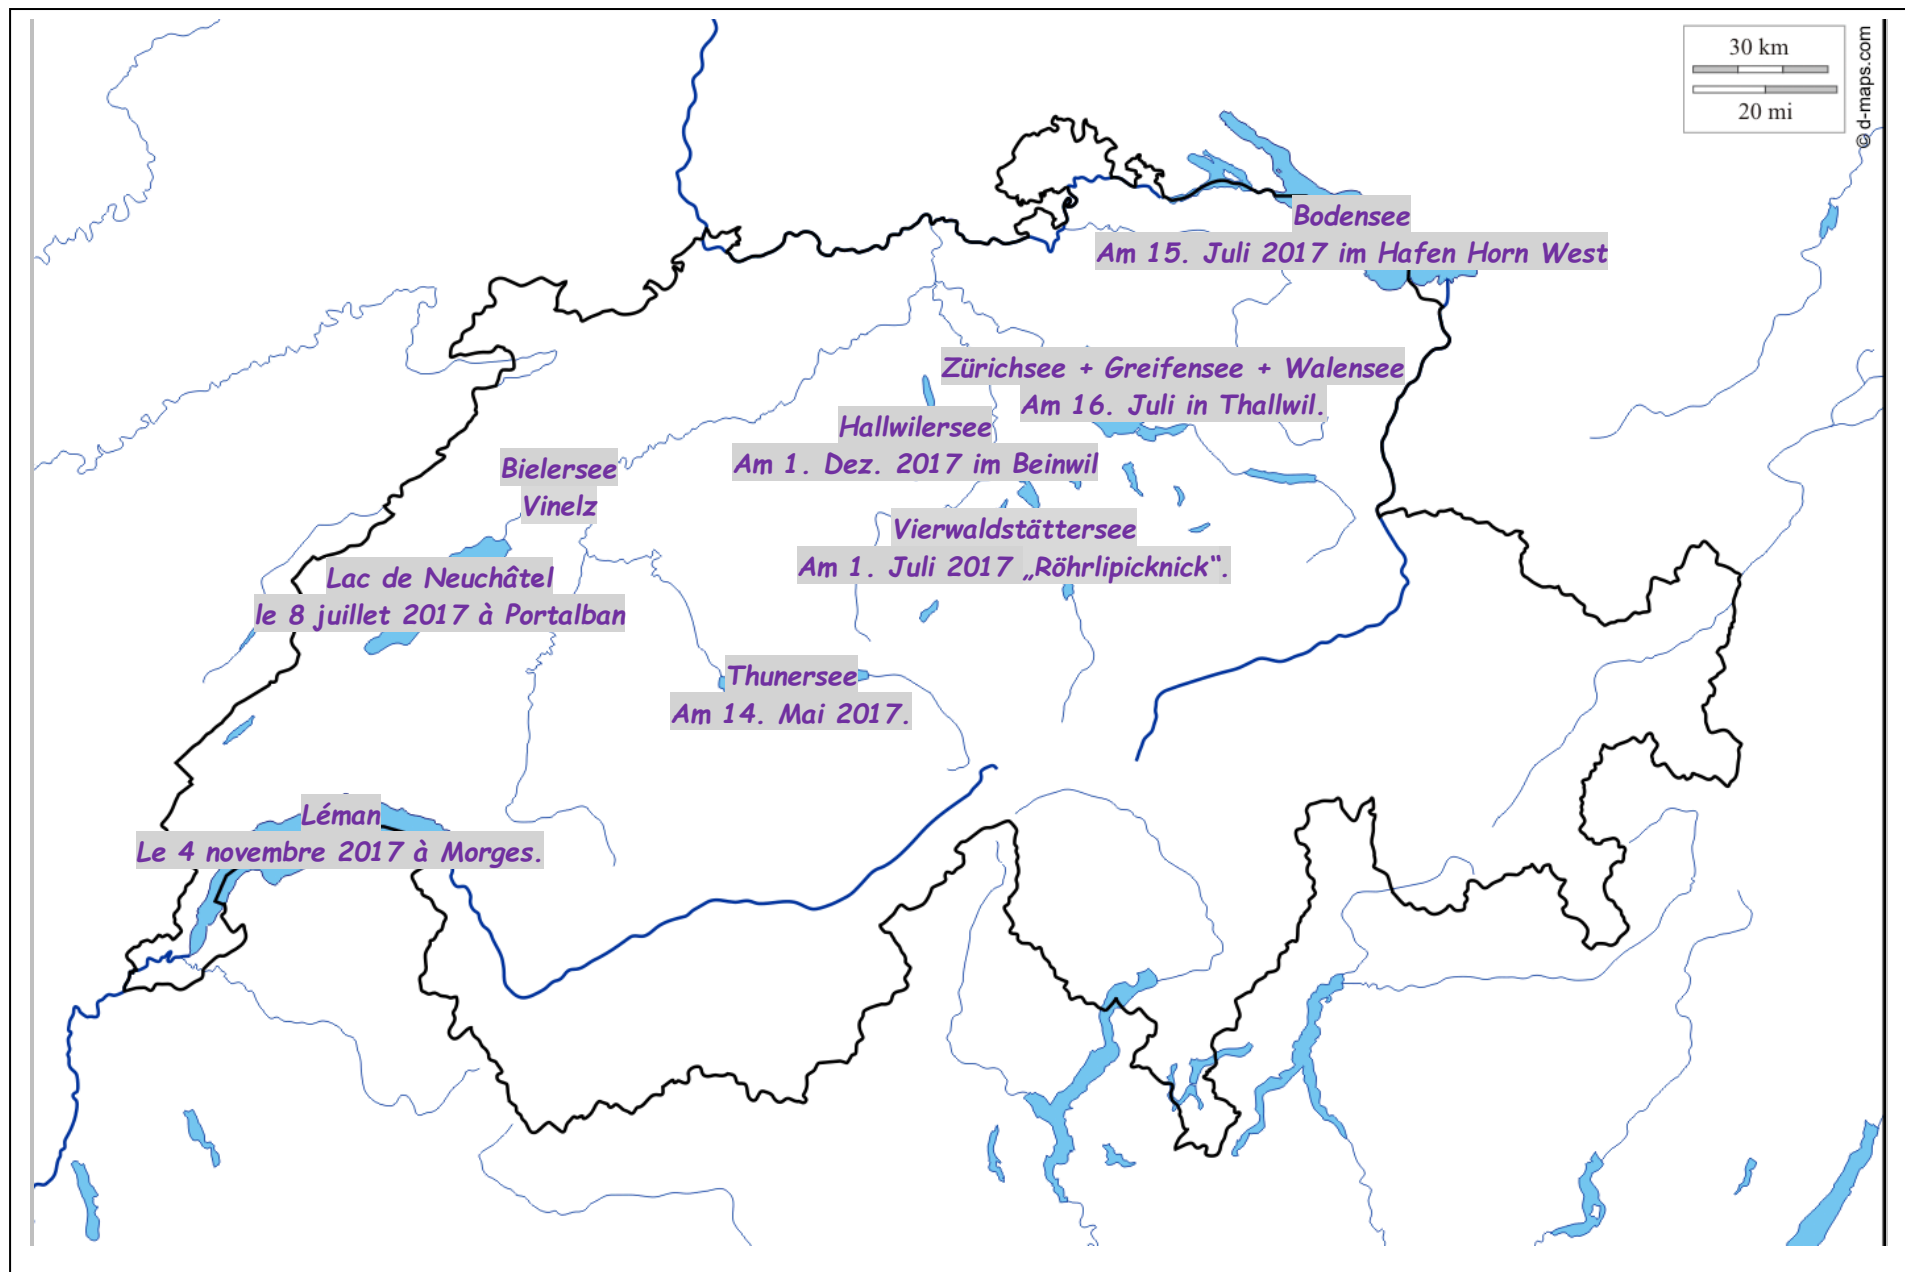 30 km
20 mi
© d-maps.com
Bodensee
Am 15. Juli 2017 im Hafen Horn West
Zürichsee + Greifensee + Walensee
Am 16. Juli in Thallwil.
Hallwilersee
Am 1. Dez. 2017 im Beinwil
Bielersee
Vinelz
Vierwaldstättersee
Am 1. Juli 2017 „Röhrlipicknick“.
Lac de Neuchâtel
le 8 juillet 2017 à Portalban
Thunersee
Am 14. Mai 2017.
Léman
Le 4 novembre 2017 à Morges.